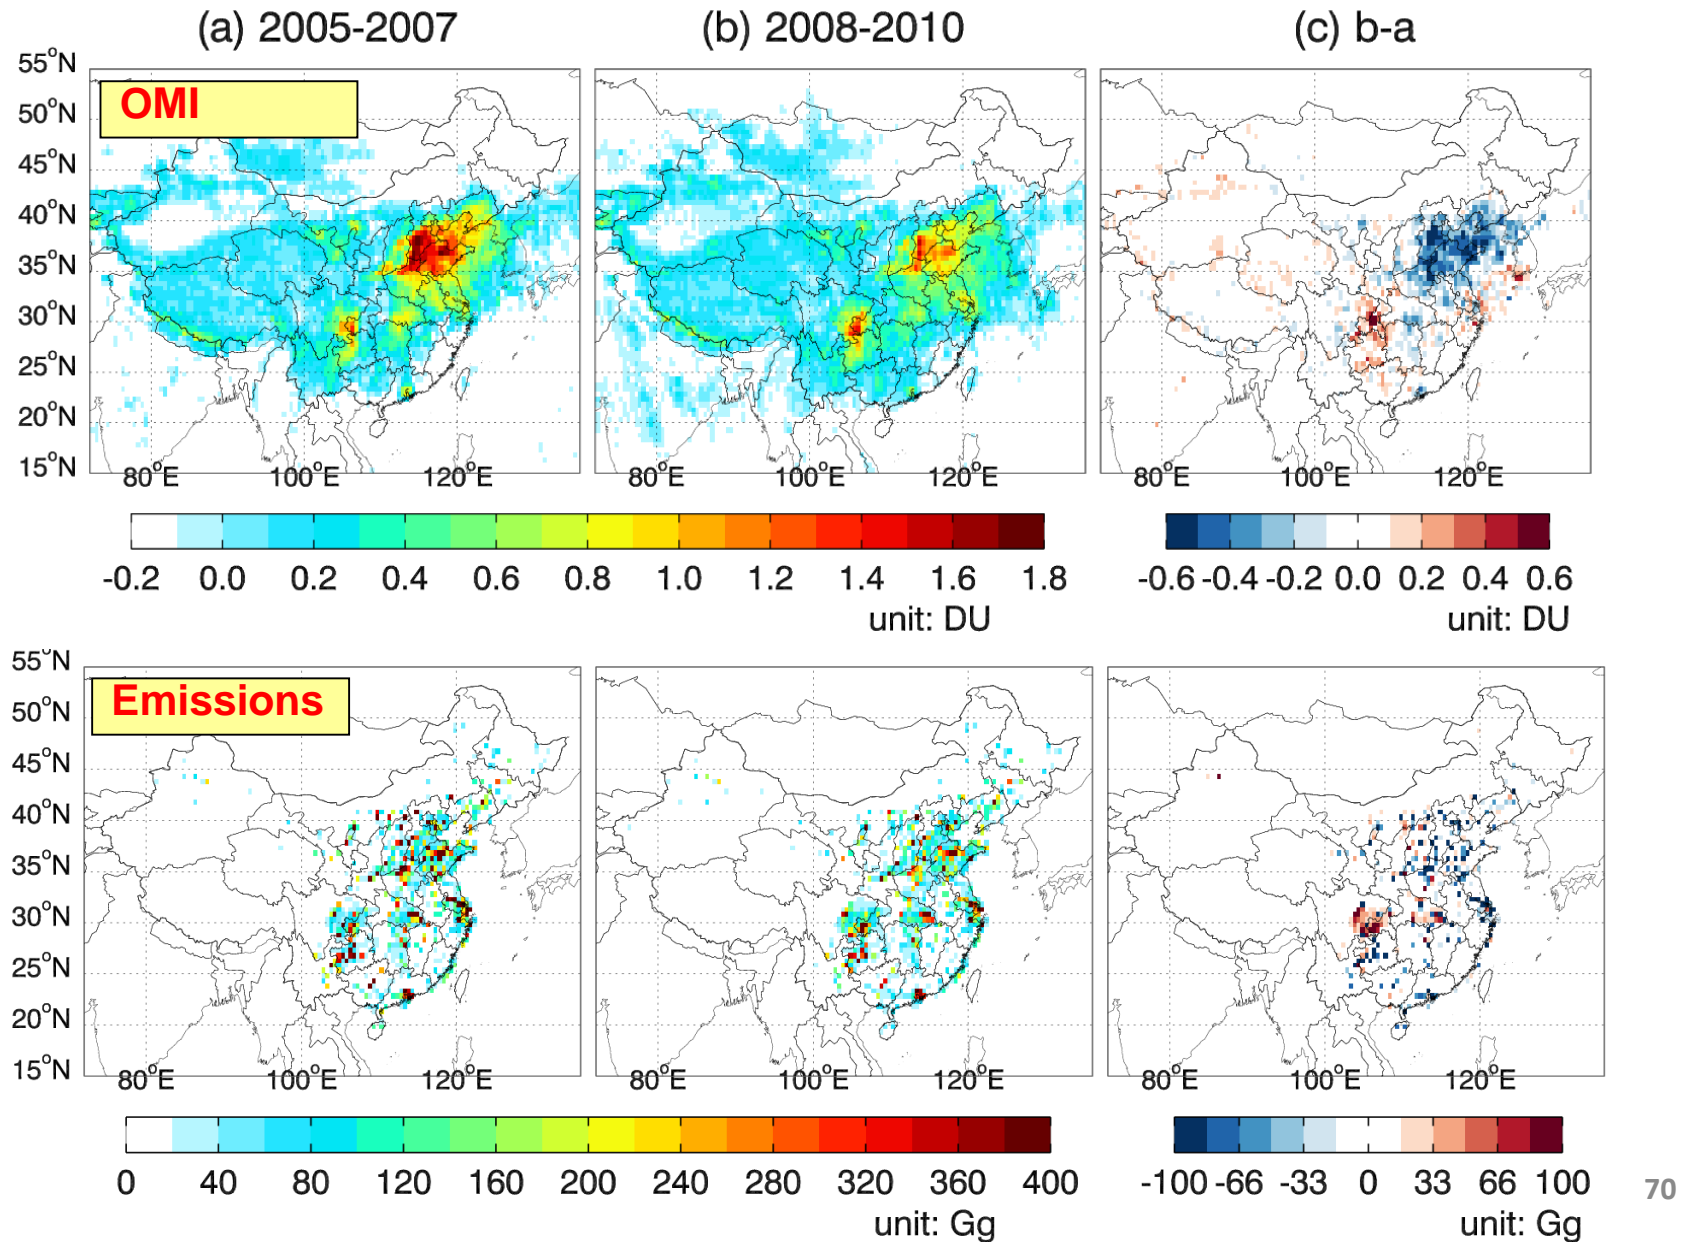 (a) 2005-2007 (b) 2008-2010 (c) b-a
OMI
55°N
50°N
45°N
40°N
35°N
30°N
25°N
20°N
15°N
80°E 100°E 120°E 80°E 100°E 120°E 80°E 100°E 120°E
-0.2 0.0 0.2 0.4 0.6 0.8 1.0 1.2 1.4 1.6 1.8 -0.6 -0.4 -0.2 0.0 0.2 0.4 0.6
unit: DU unit: DU
Emissions
55°N
50°N
45°N
40°N
35°N
30°N
25°N
20°N
15°N
80°E 100°E 120°E 80°E 100°E 120°E 80°E 100°E 120°E
0 40 80 120 160 200 240 280 320 360 400 -100 -66 -33 0 33 66 100
unit: Gg unit: Gg
70